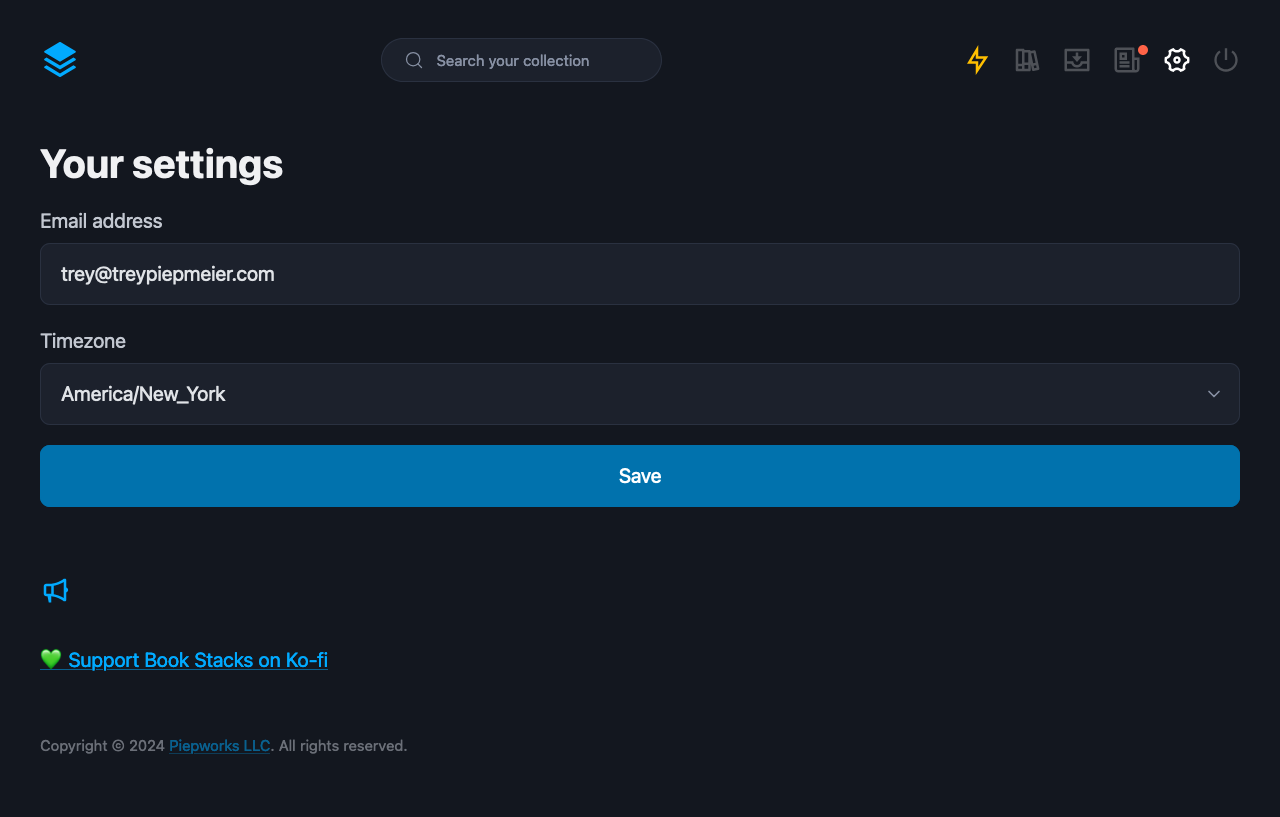 Search your collection
Your settings
Email address
trey@treypiepmeier.com
Timezone
America/New_York
Save
💚 Support Book Stacks on Ko-fi
Copyright © 2024 Piepworks LLC. All rights reserved.